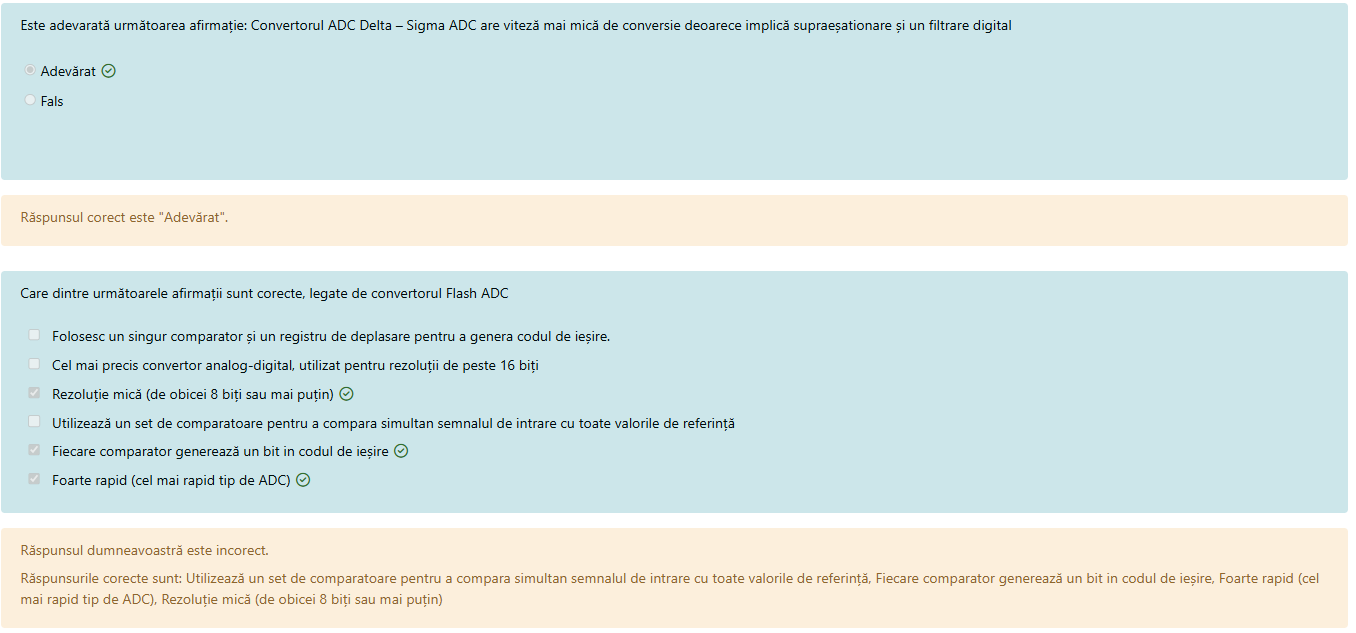 Este adevarată următoarea afirmație: Convertorul ADC Delta – Sigma ADC are viteză mai mică de conversie deoarece implică supraeșationare și un filtrare digital
Adevărat
Fals
Răspunsul corect este "Adevărat".
Care dintre următoarele afirmații sunt corecte, legate de convertorul Flash ADC
Folosesc un singur comparator și un registru de deplasare pentru a genera codul de ieșire.
Cel mai precis convertor analog-digital, utilizat pentru rezoluții de peste 16 biți
Rezoluție mică (de obicei 8 biți sau mai puțin)
Utilizează un set de comparatoare pentru a compara simultan semnalul de intrare cu toate valorile de referință
Fiecare comparator generează un bit in codul de ieșire
Foarte rapid (cel mai rapid tip de ADC)
Răspunsul dumneavoastră este incorect.
Răspunsurile corecte sunt: Utilizează un set de comparatoare pentru a compara simultan semnalul de intrare cu toate valorile de referință, Fiecare comparator generează un bit in codul de ieșire, Foarte rapid (cel
mai rapid tip de ADC), Rezoluție mică (de obicei 8 biți sau mai puțin)